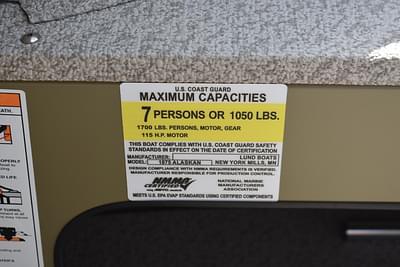 U.S. COAST GUARD
MAXIMUM CAPACITIES
7 PERSONS OR 1050 LBS.
1700 LBS. PERSONS, MOTOR, GEAR
115 H.P. MOTOR
THIS BOAT COMPLIES WITH U.S. COAST GUARD SAFETY
STANDARDS IN EFFECT ON THE DATE OF CERTIFICATION
MANUFACTURER: LUND BOATS
MODEL: 1875 ALASKAN NEW YORK MILLS, MN
DESIGN COMPLIANCE WITH NMMA REQUIREMENTS IS VERIFIED.
MANUFACTURER RESPONSIBLE FOR PRODUCTION CONTROL.
NMMA
CERTIFIED
NATIONAL MARINE
MANUFACTURERS
ASSOCIATION
MEETS U.S. EPA EVAP STANDARDS USING CERTIFIED COMPONENTS